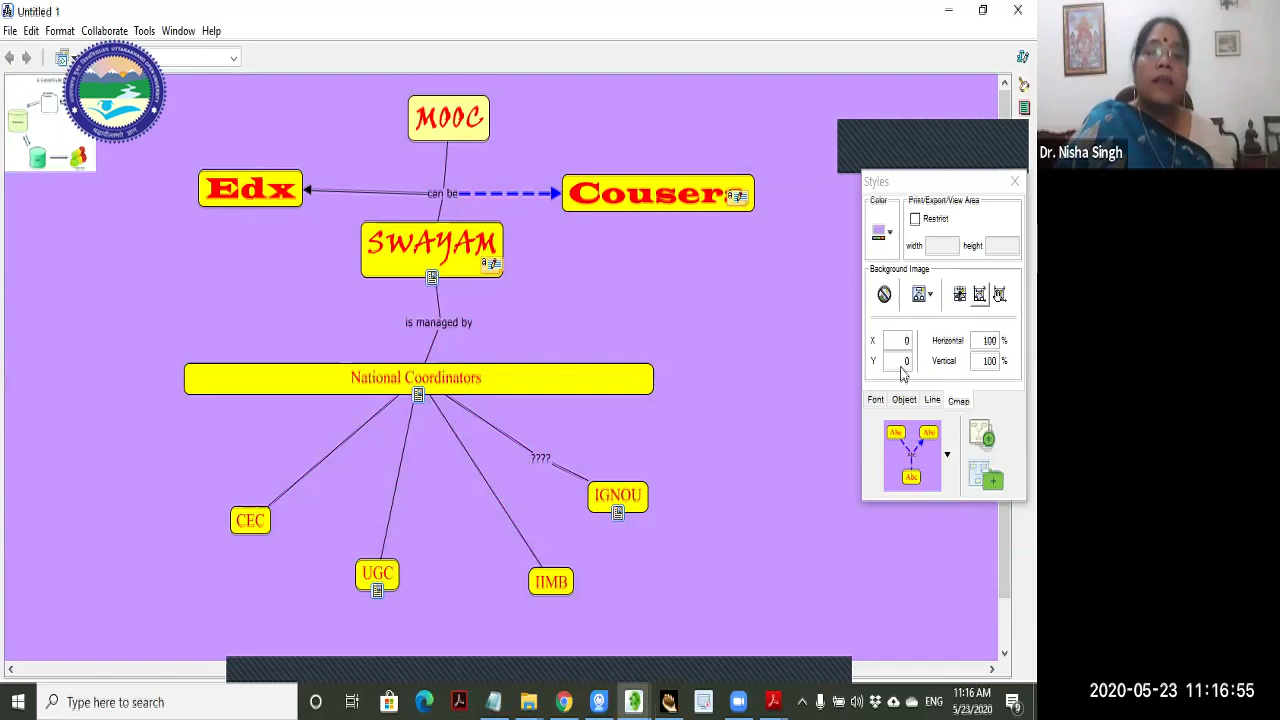 Untitled 1
File Edit Format Collaborate Tools Window Help
MOOC
Edx
can be
Couser
SWAYAM
is managed by
National Coordinators
????
IGNOU
CEC
UGC
IIMB
Dr. Nisha Singh
Styles
Color
Print/Export/View Area
Restrict
width height
Background Image
X 0 Horizontal 100 %
Y 0 Vertical 100 %
Font Object Line Cmap
Abc Abc
Abc
Type here to search
ENG
11:16 AM
5/23/2020
2020-05-23 11:16:55